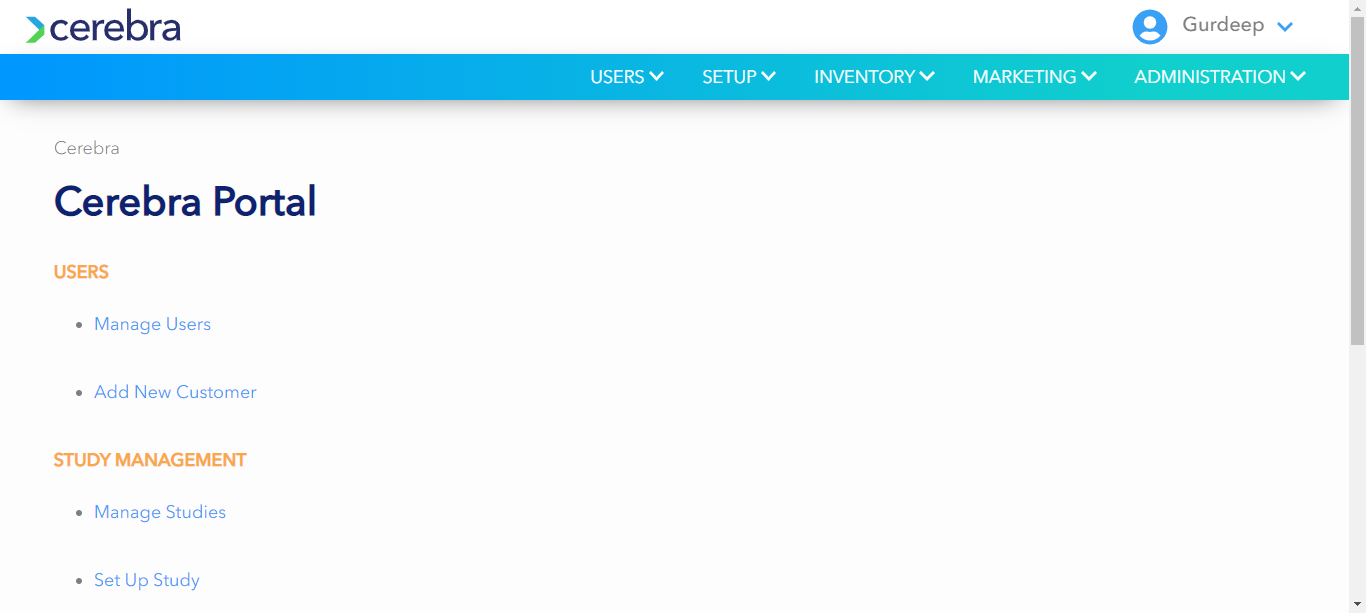 cerebra
Gurdeep
USERS SETUP INVENTORY MARKETING ADMINISTRATION
Cerebra
Cerebra Portal
USERS
Manage Users
Add New Customer
STUDY MANAGEMENT
Manage Studies
Set Up Study